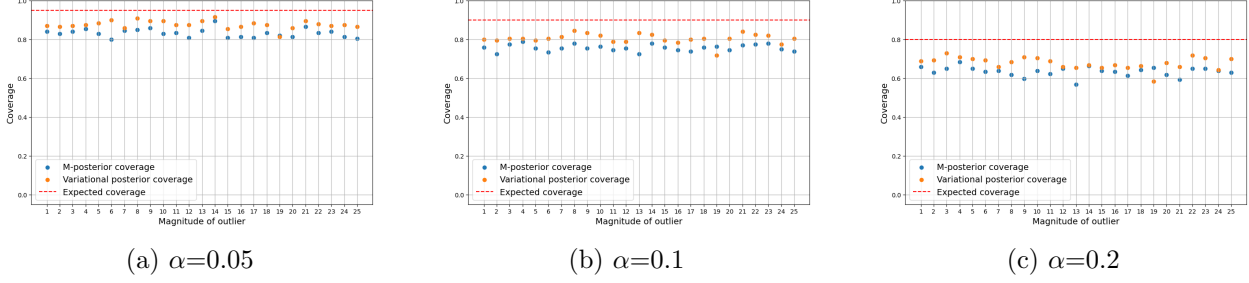 1.0
0.8
0.6
0.4
0.2
0.0
Coverage
M-posterior coverage
Variational posterior coverage
Expected coverage
1 2 3 4 5 6 7 8 9 10 11 12 13 14 15 16 17 18 19 20 21 22 23 24 25
Magnitude of outlier
(a) α=0.05
1.0
0.8
0.6
0.4
0.2
0.0
Coverage
M-posterior coverage
Variational posterior coverage
Expected coverage
1 2 3 4 5 6 7 8 9 10 11 12 13 14 15 16 17 18 19 20 21 22 23 24 25
Magnitude of outlier
(b) α=0.1
1.0
0.8
0.6
0.4
0.2
0.0
Coverage
M-posterior coverage
Variational posterior coverage
Expected coverage
1 2 3 4 5 6 7 8 9 10 11 12 13 14 15 16 17 18 19 20 21 22 23 24 25
Magnitude of outlier
(c) α=0.2